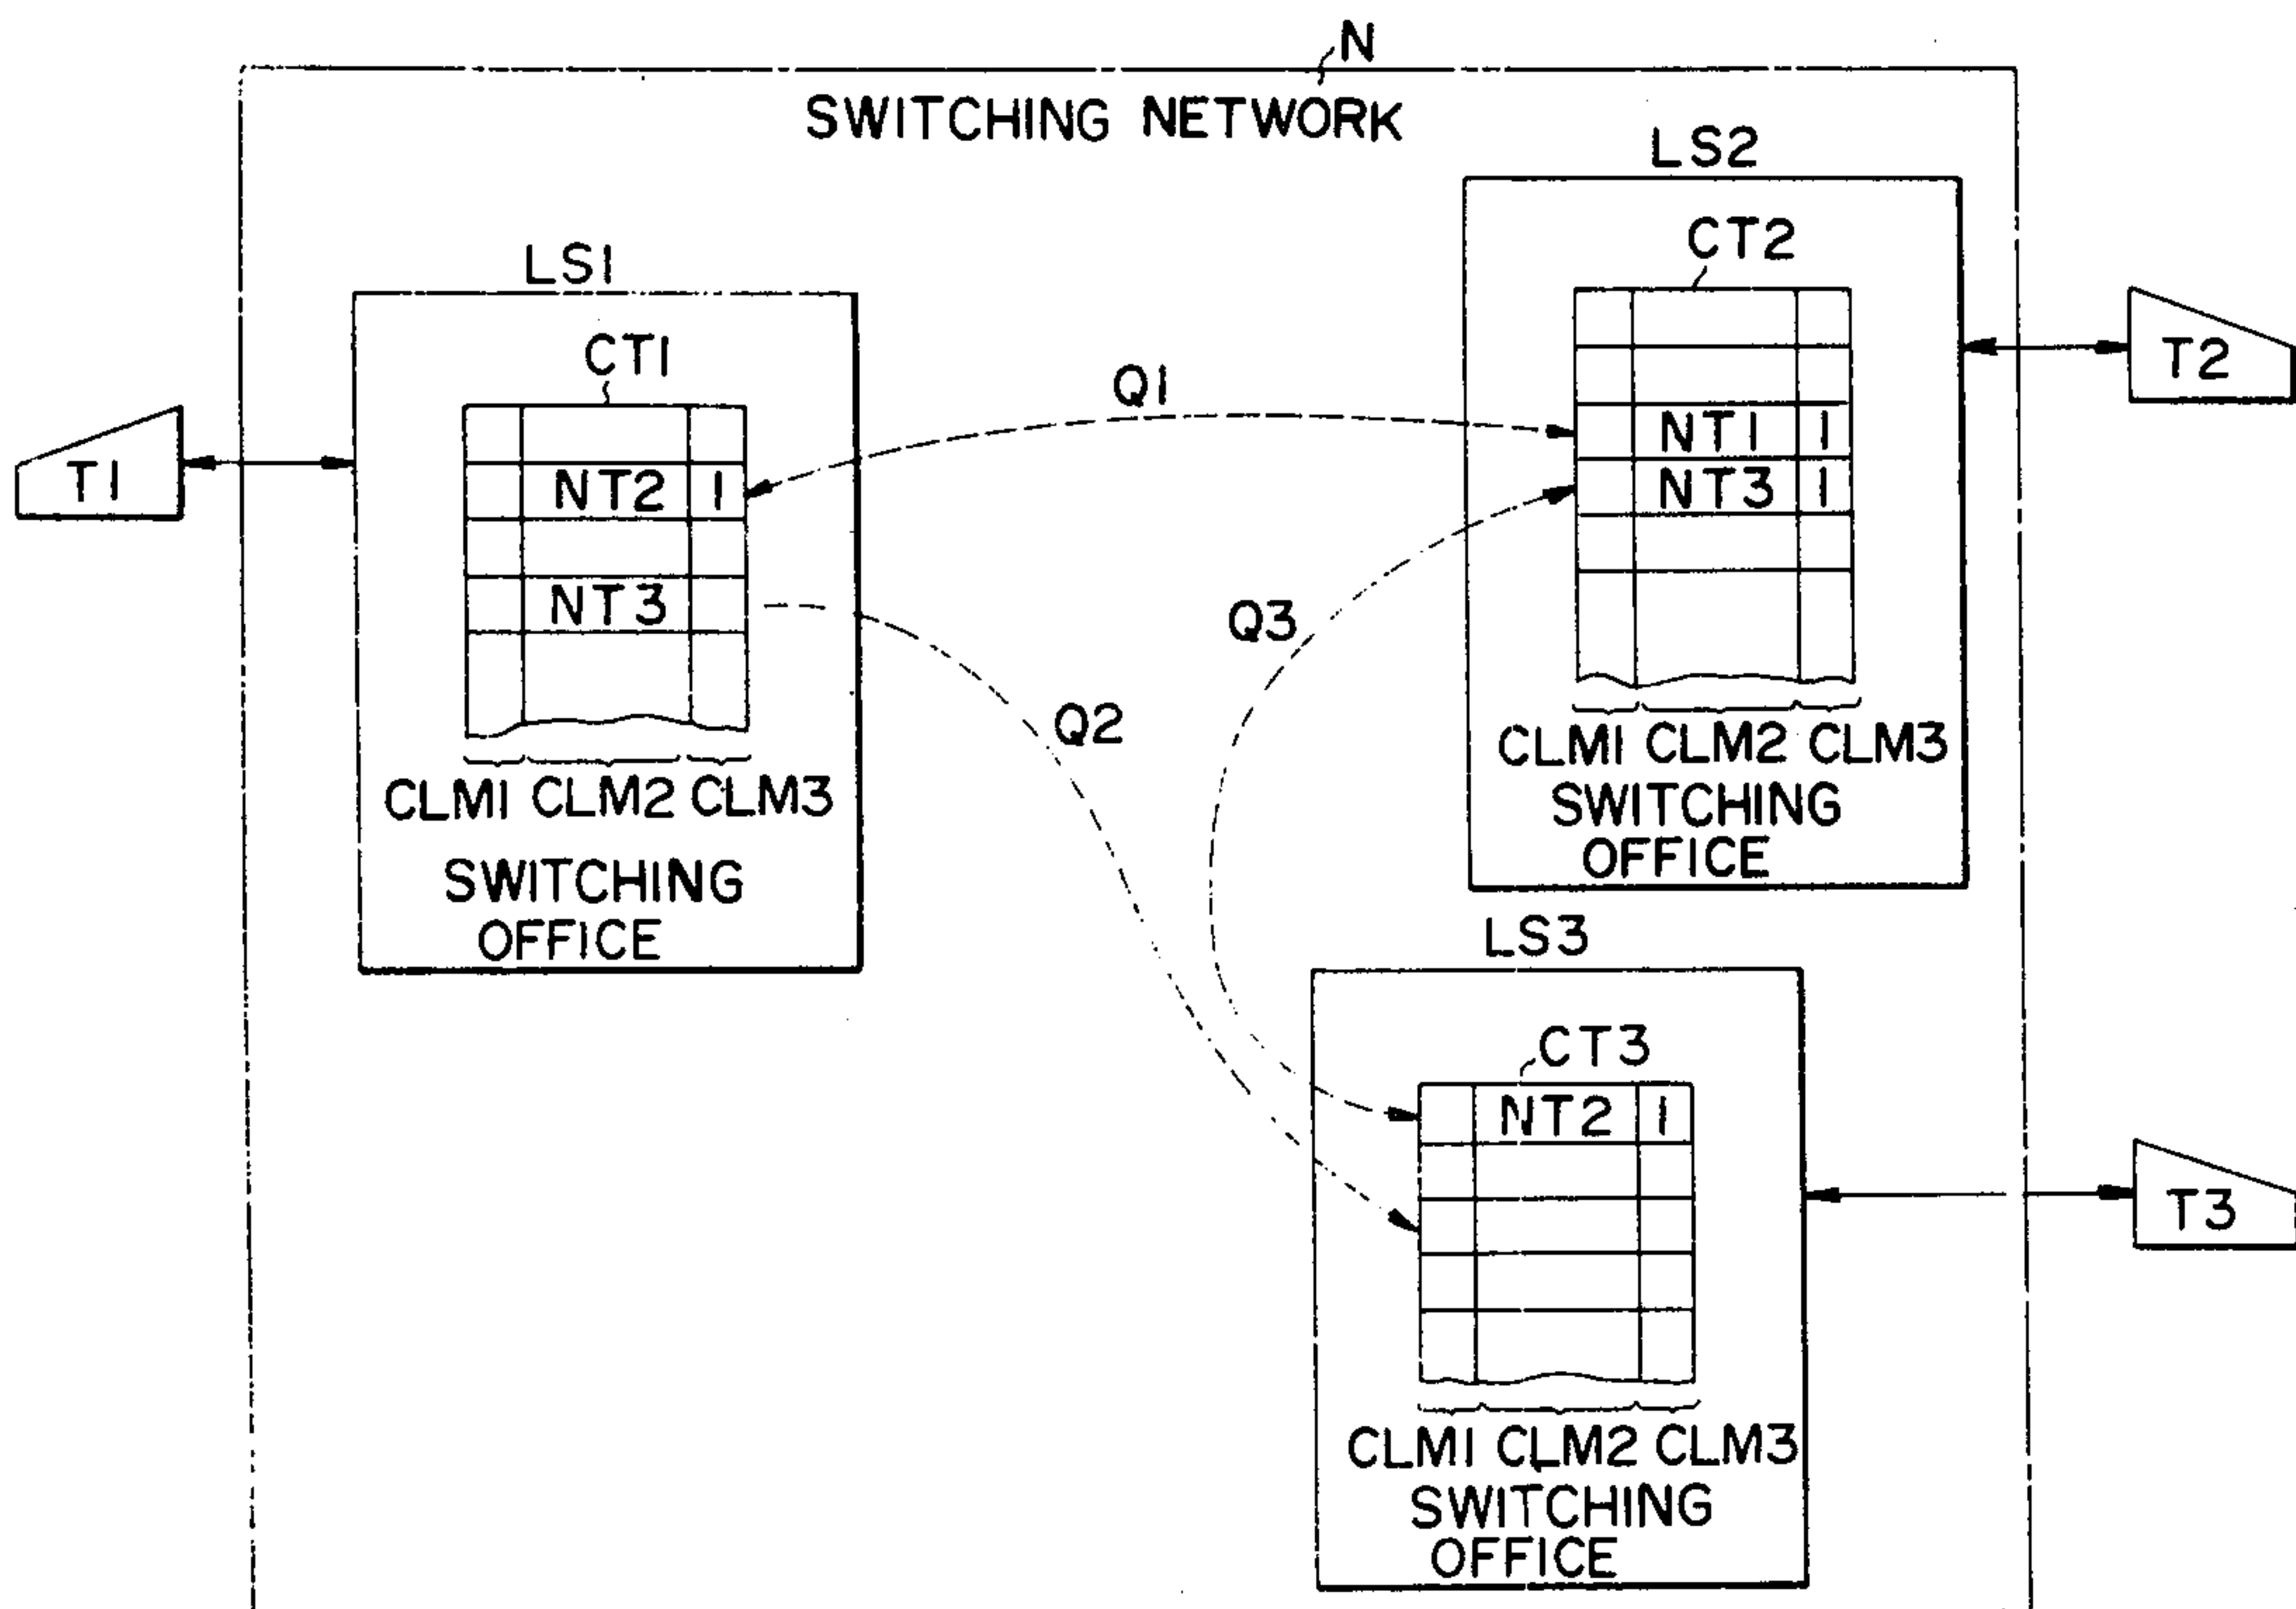 N
SWITCHING NETWORK
LS1
CT1
NT2 1
NT3
CLM1 CLM2 CLM3
SWITCHING
OFFICE
T1
Q1
Q2
Q3
LS2
CT2
NT1 1
NT3 1
CLM1 CLM2 CLM3
SWITCHING
OFFICE
T2
LS3
CT3
NT2 1
CLM1 CLM2 CLM3
SWITCHING
OFFICE
T3